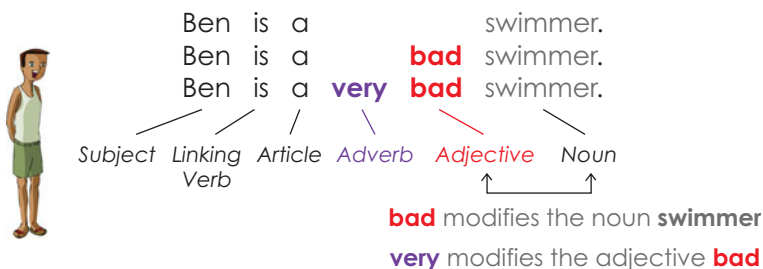 Ben is a swimmer.
Ben is a bad swimmer.
Ben is a very bad swimmer.
Subject Linking Verb Article Adverb Adjective Noun
bad modifies the noun swimmer
very modifies the adjective bad